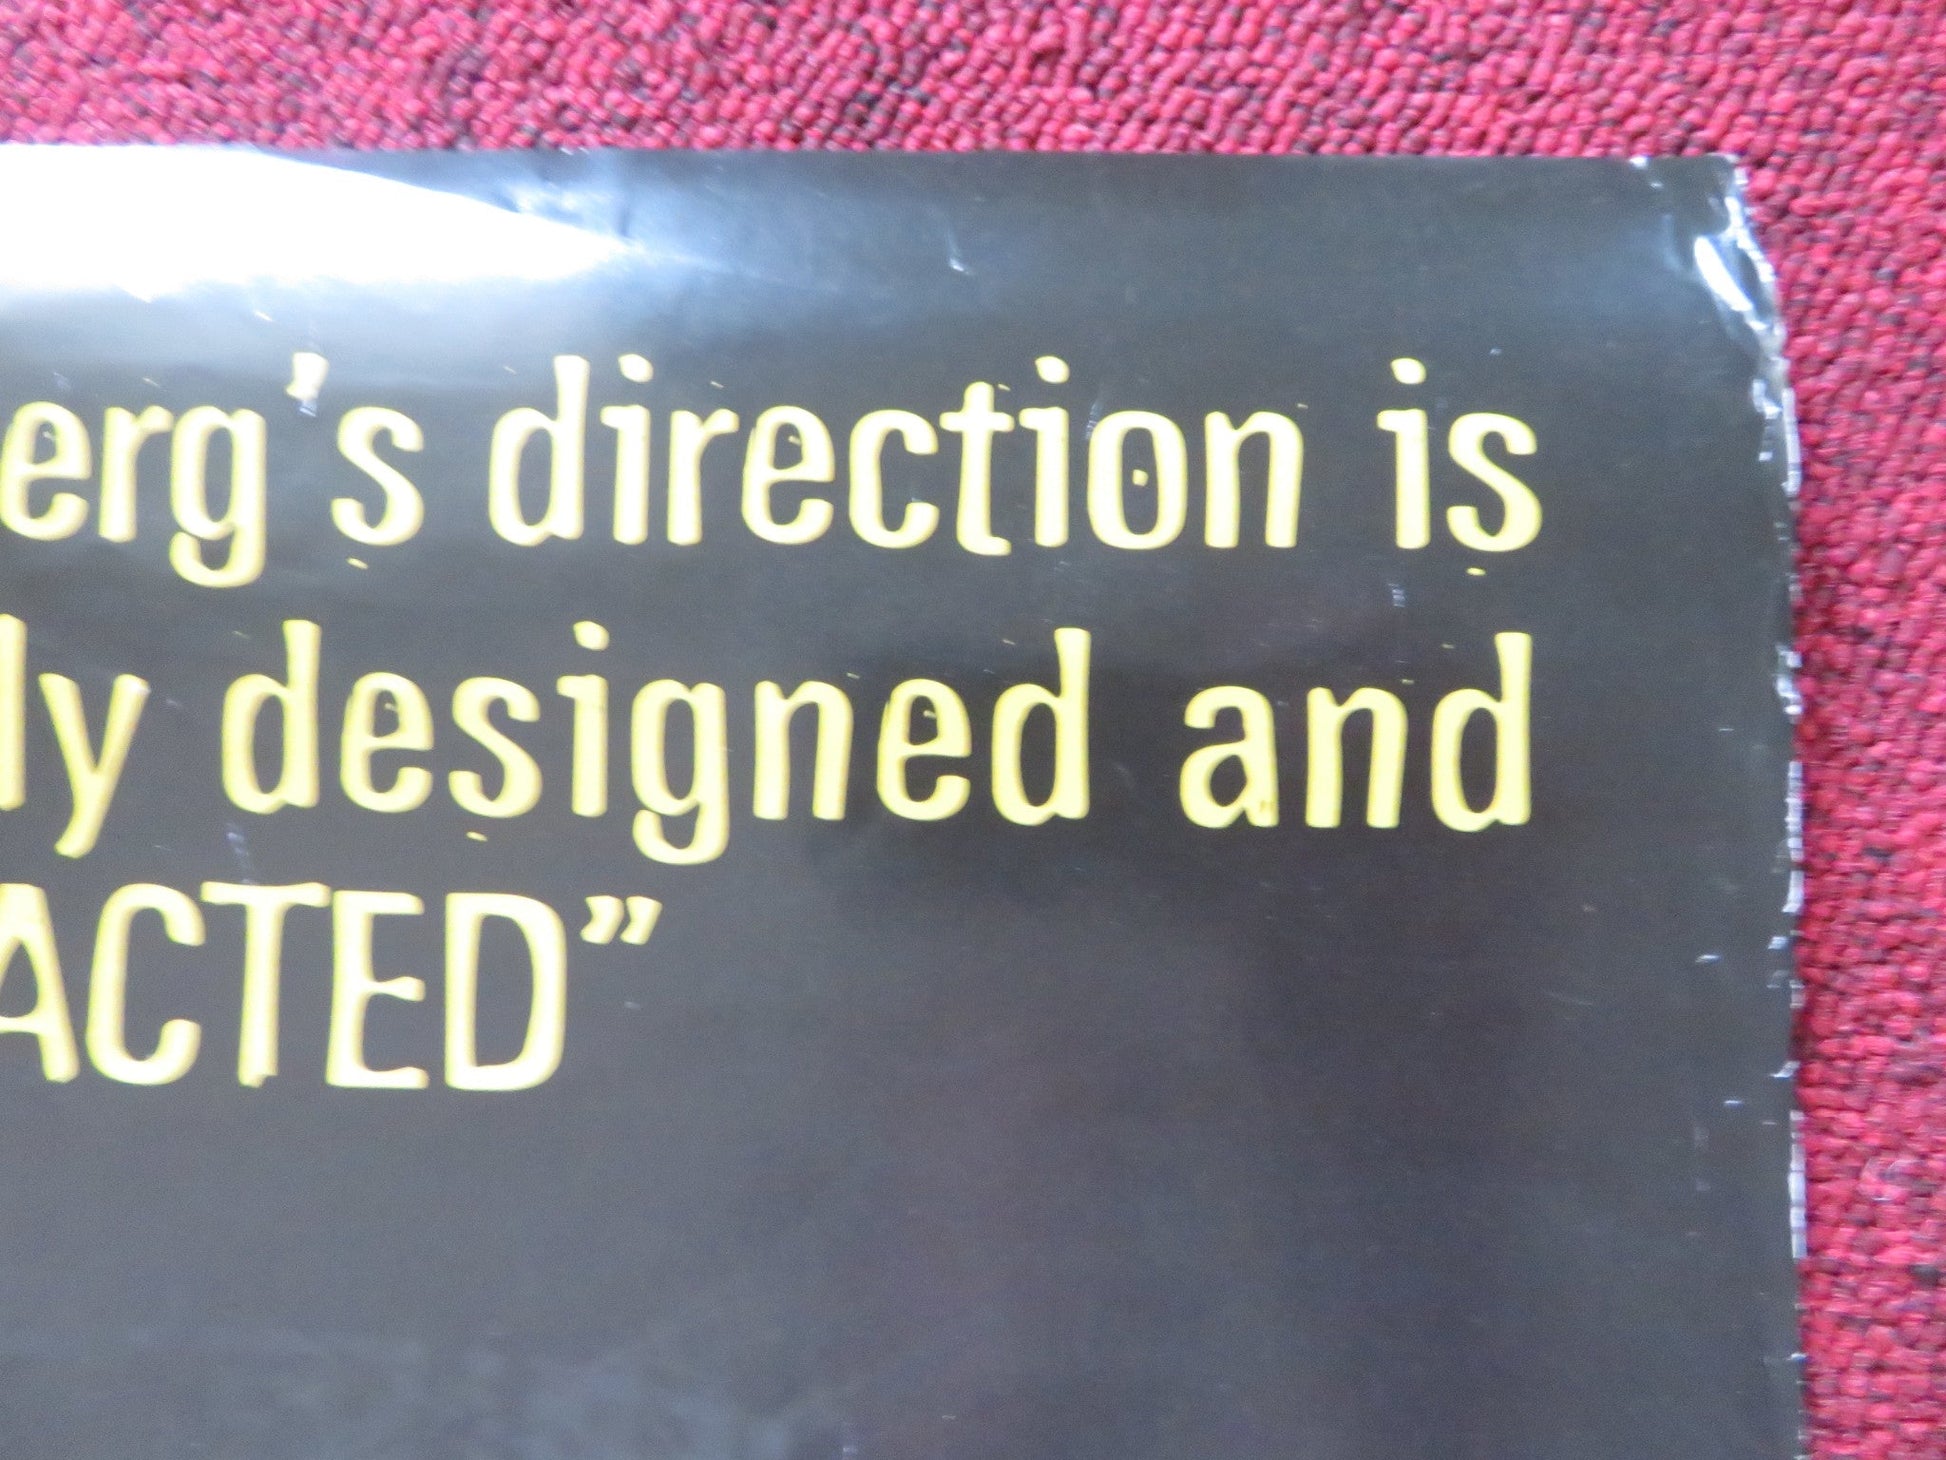 erg's direction is
ly designed and
ACTED”